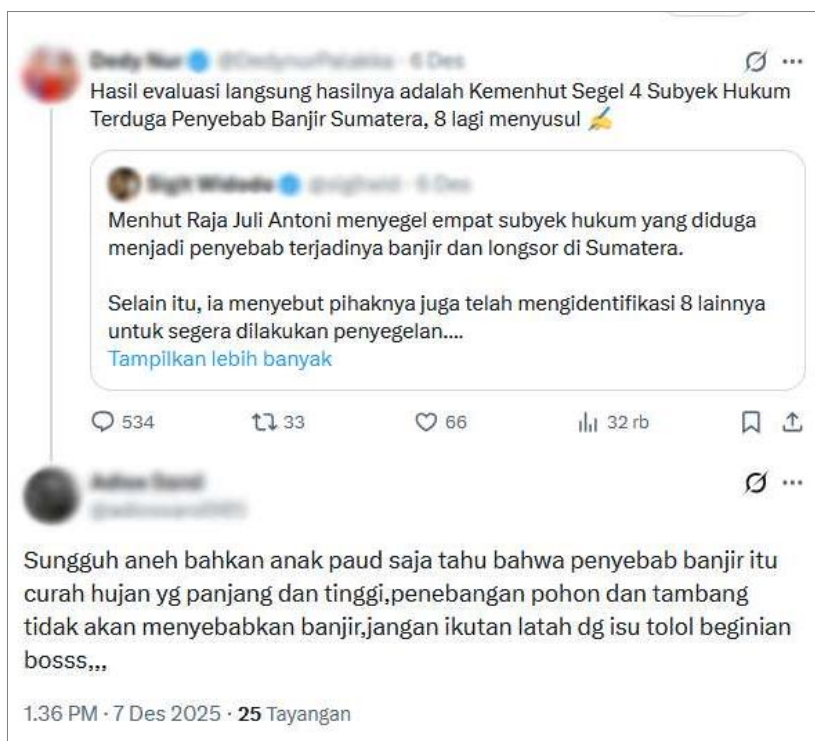 6 Des
Hasil evaluasi langsung hasilnya adalah Kemenhut Segel 4 Subyek Hukum
Terduga Penyebab Banjir Sumatera, 8 lagi menyusul ✍️
6 Des
Menhut Raja Juli Antoni menyegel empat subyek hukum yang diduga
menjadi penyebab terjadinya banjir dan longsor di Sumatera.
Selain itu, ia menyebut pihaknya juga telah mengidentifikasi 8 lainnya
untuk segera dilakukan penyegelan....
Tampilkan lebih banyak
534 33 66 32 rb
Sungguh aneh bahkan anak paud saja tahu bahwa penyebab banjir itu
curah hujan yg panjang dan tinggi,penebangan pohon dan tambang
tidak akan menyebabkan banjir,jangan ikutan latah dg isu tolol beginian
bosss,,,
1.36 PM · 7 Des 2025 · 25 Tayangan